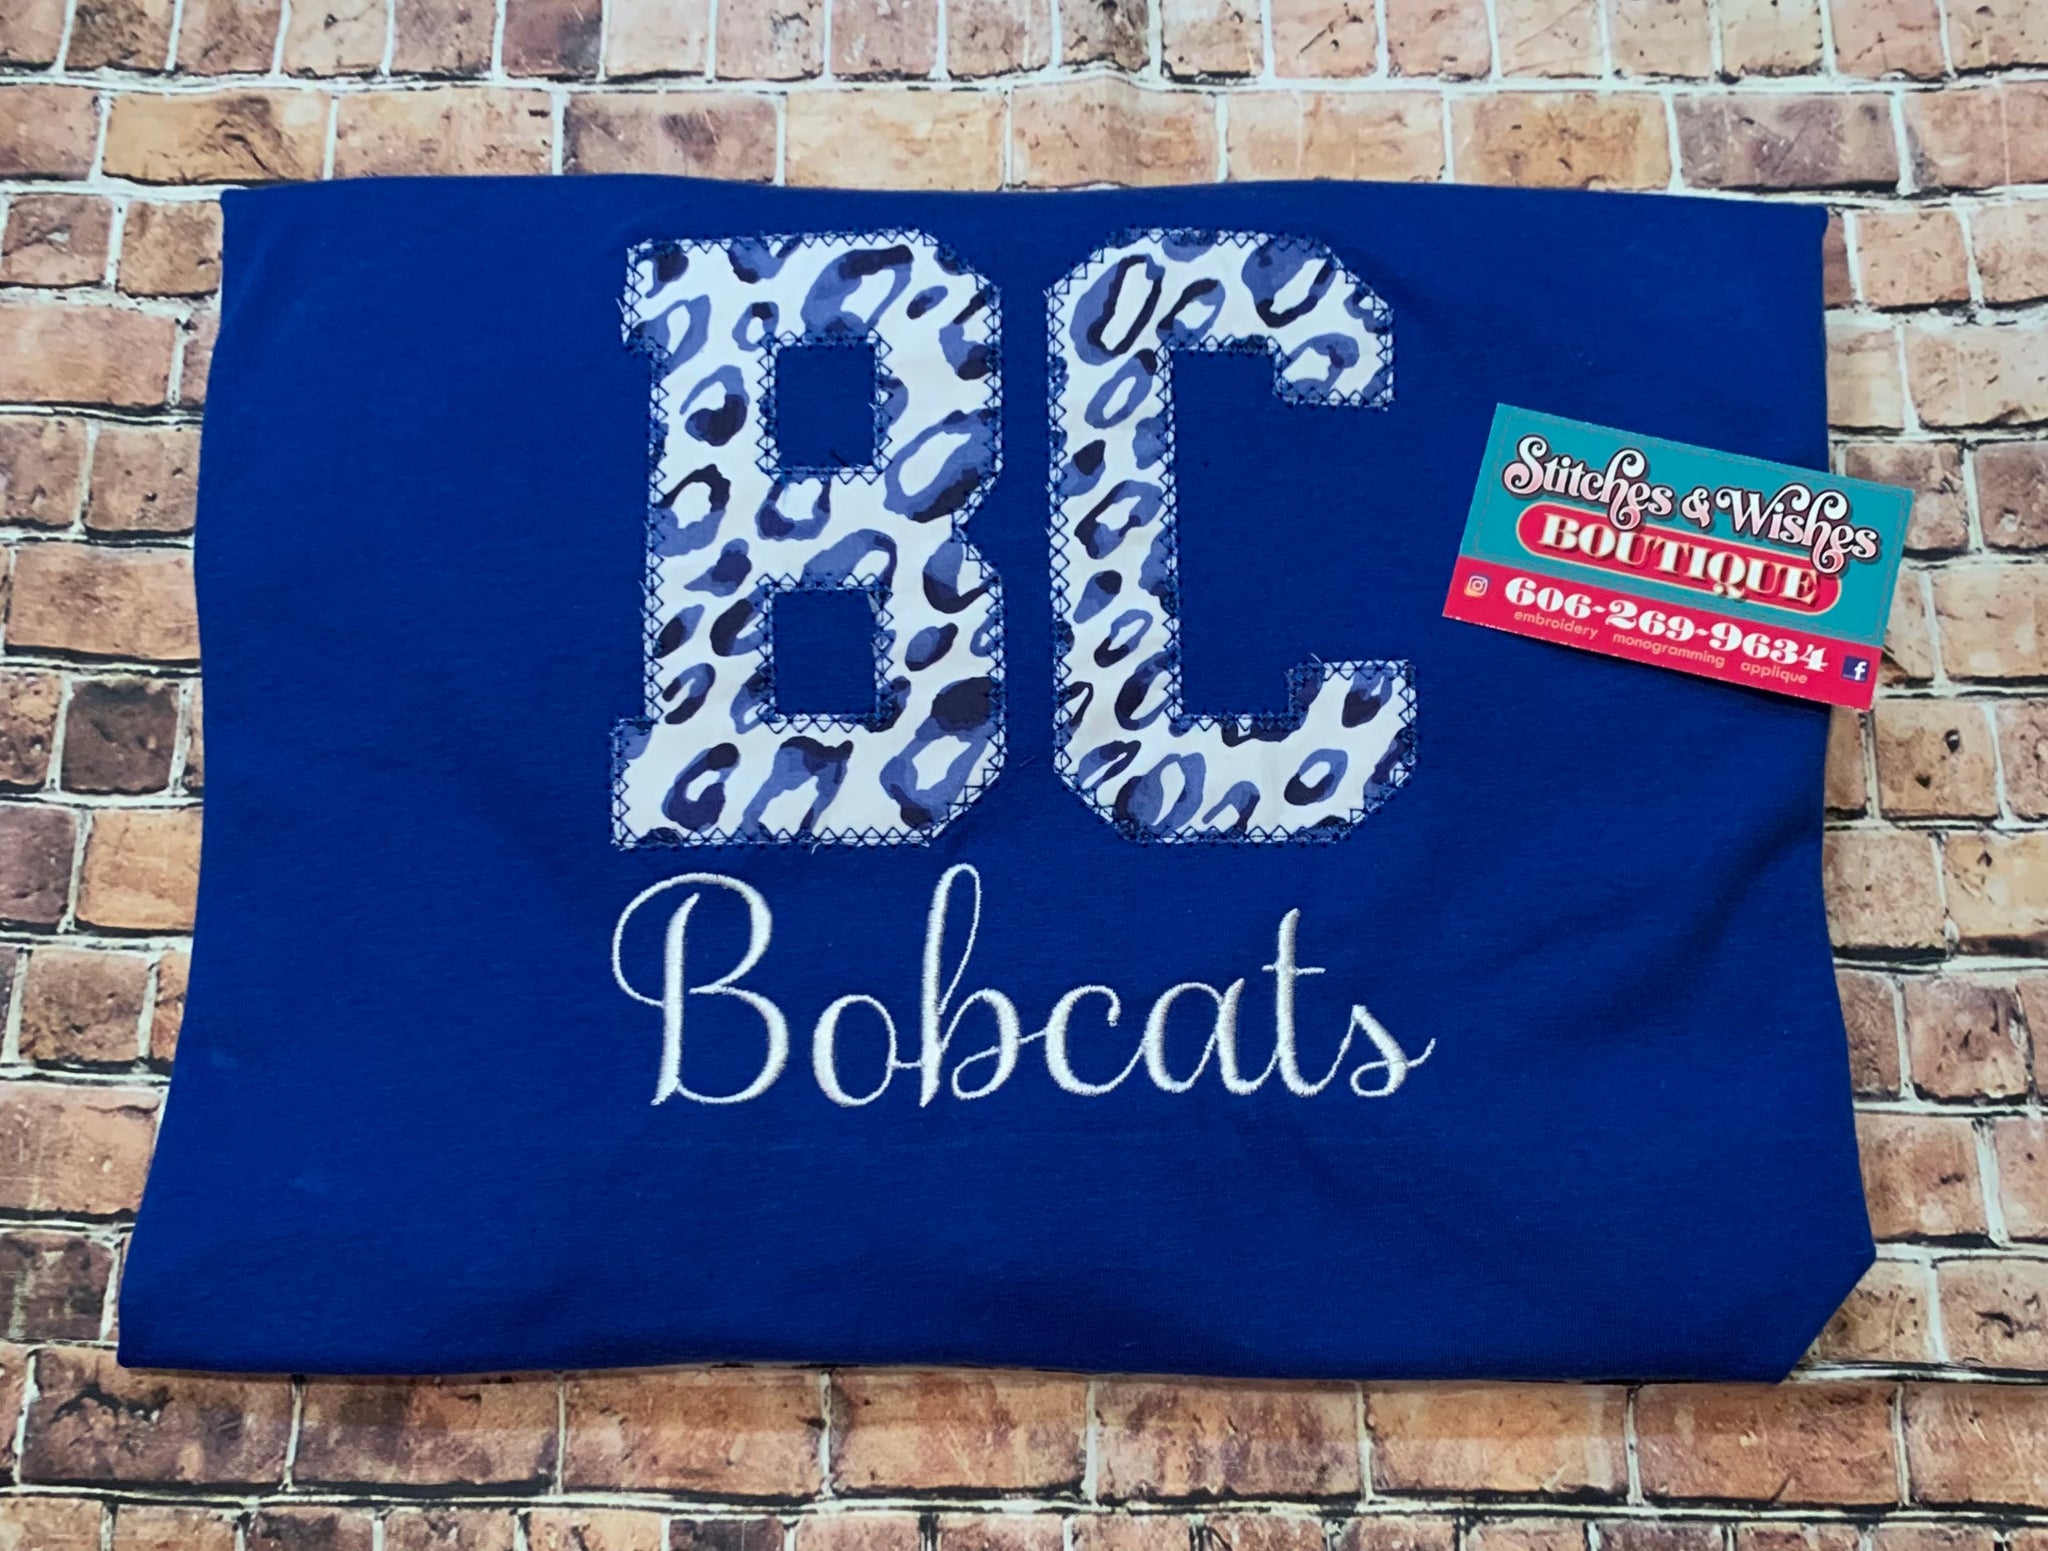 BC
Bobcats
Stitches & Wishes
BOUTIQUE
606-269-9634
embroidery monogramming applique